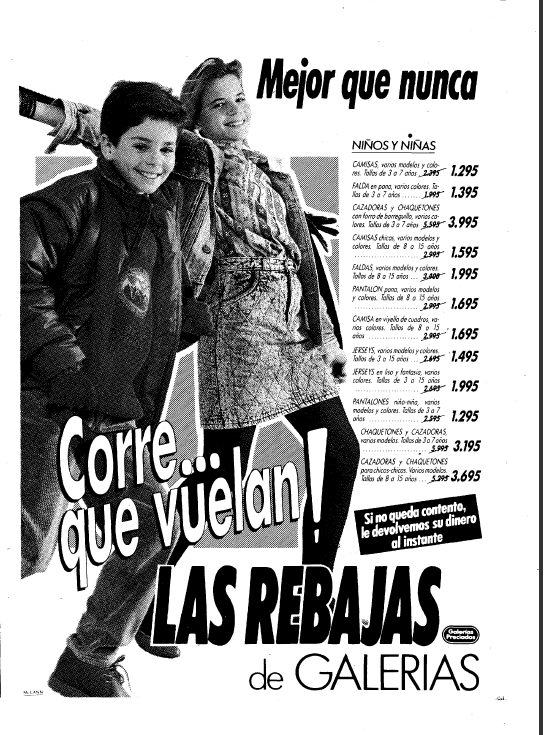 Mejor que nunca
NIÑOS Y NIÑAS
CAMISAS, varios modelos y colo-
res. Tallas de 3 a 7 años 2.395 1.295
FALDA en pana, varios colores. Ta-
llas de 3 a 7 años ....... 1.995 1.395
CAZADORAS y CHAQUETONES
con forro de borreguillo, varios co-
lores. Tallas de 3 a 7 años 5.595 3.995
CAMISAS chicas, varios modelos y
colores. Tallas de 8 a 15 años
.................... 2.995 1.595
FALDAS, varios modelos y colores.
Tallas de 8 a 15 años ... 1.995
PANTALON pana, varios modelos
y colores. Tallas de 8 a 15 años
.................... 2.995 1.695
CAMISA en viyella de cuadros, va-
rios colores. Tallas de 8 a 15
años ................ 2.995 1.695
JERSEYS, varios modelos y colores.
Tallas de 3 a 15 años ... 2.695 1.495
JERSEYS en liso y fantasía, varios
colores. Tallas de 3 a 15 años
.................... 2.695 1.995
PANTALONES niño-niña, varios
modelos y colores. Tallas de 3 a 7
años ................ 2.595 1.295
CHAQUETONES y CAZADORAS,
varios modelos. Tallas de 3 a 7 años
.................... 5.995 3.195
CAZADORAS y CHAQUETONES
para chicos-chicas. Varios modelos.
Tallas de 8 a 15 años ... 5.295 3.695
Corre...
que vüelan!
Si no queda contento,
le devolvemos su dinero
al instante
LAS REBAJAS
Galerías
Preciados
de GALERIAS
McCANN